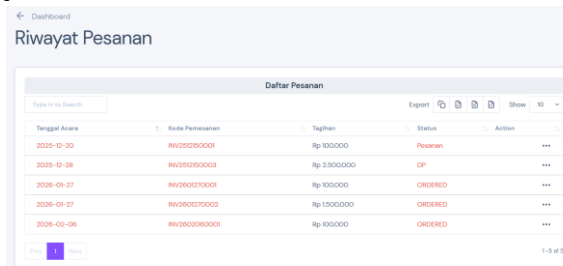 ← Dashboard
Riwayat Pesanan
Daftar Pesanan
Type in to Search Export Show 10
Tanggal Acara Kode Pemesanan Tagihan Status Action
2025-12-20 INV2512150001 Rp 100.000 Pesanan •••
2025-12-28 INV2512150003 Rp 2.500.000 DP •••
2026-01-27 INV2601270001 Rp 100.000 ORDERED •••
2026-01-27 INV2601270002 Rp 1.500.000 ORDERED •••
2026-02-06 INV2602060001 Rp 100.000 ORDERED •••
Prev 1 Next 1 -5 of 5